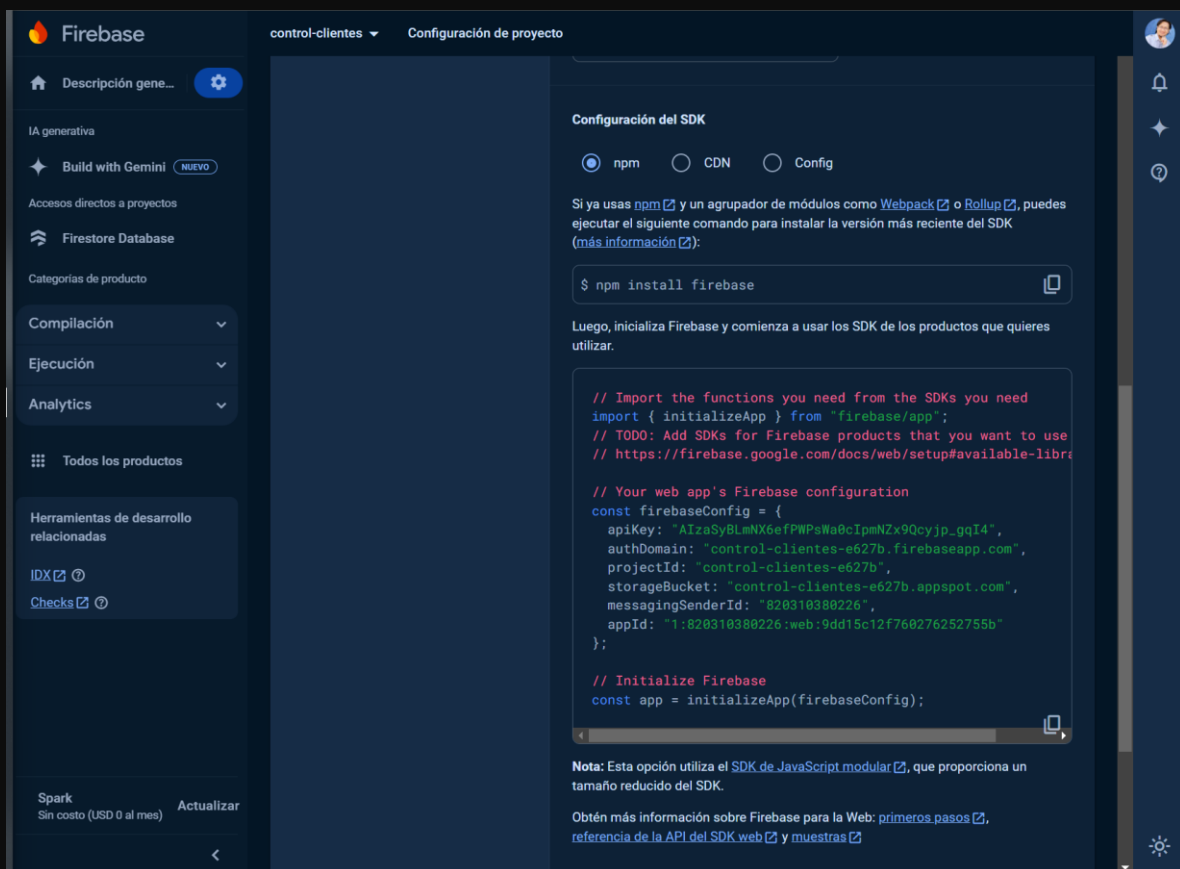 Firebase
control-clientes
Configuración de proyecto
Descripción gene...
IA generativa
Build with Gemini NUEVO
Accesos directos a proyectos
Firestore Database
Categorías de producto
Compilación
Ejecución
Analytics
Todos los productos
Herramientas de desarrollo
relacionadas
IDX
Checks
Spark
Sin costo (USD 0 al mes)
Actualizar
Configuración del SDK
npm CDN Config
Si ya usas npm y un agrupador de módulos como Webpack o Rollup, puedes
ejecutar el siguiente comando para instalar la versión más reciente del SDK
(más información):
$ npm install firebase
Luego, inicializa Firebase y comienza a usar los SDK de los productos que quieres
utilizar.
// Import the functions you need from the SDKs you need
import { initializeApp } from "firebase/app";
// TODO: Add SDKs for Firebase products that you want to use
// https://firebase.google.com/docs/web/setup#available-libra
// Your web app's Firebase configuration
const firebaseConfig = {
apiKey: "AIzaSyBLmNX6efPWPsWa0cIpmNZx9Qcyjp_gqI4",
authDomain: "control-clientes-e627b.firebaseapp.com",
projectId: "control-clientes-e627b",
storageBucket: "control-clientes-e627b.appspot.com",
messagingSenderId: "820310380226",
appId: "1:820310380226:web:9dd15c12f760276252755b"
};
// Initialize Firebase
const app = initializeApp(firebaseConfig);
Nota: Esta opción utiliza el SDK de JavaScript modular, que proporciona un
tamaño reducido del SDK.
Obtén más información sobre Firebase para la Web: primeros pasos,
referencia de la API del SDK web y muestras